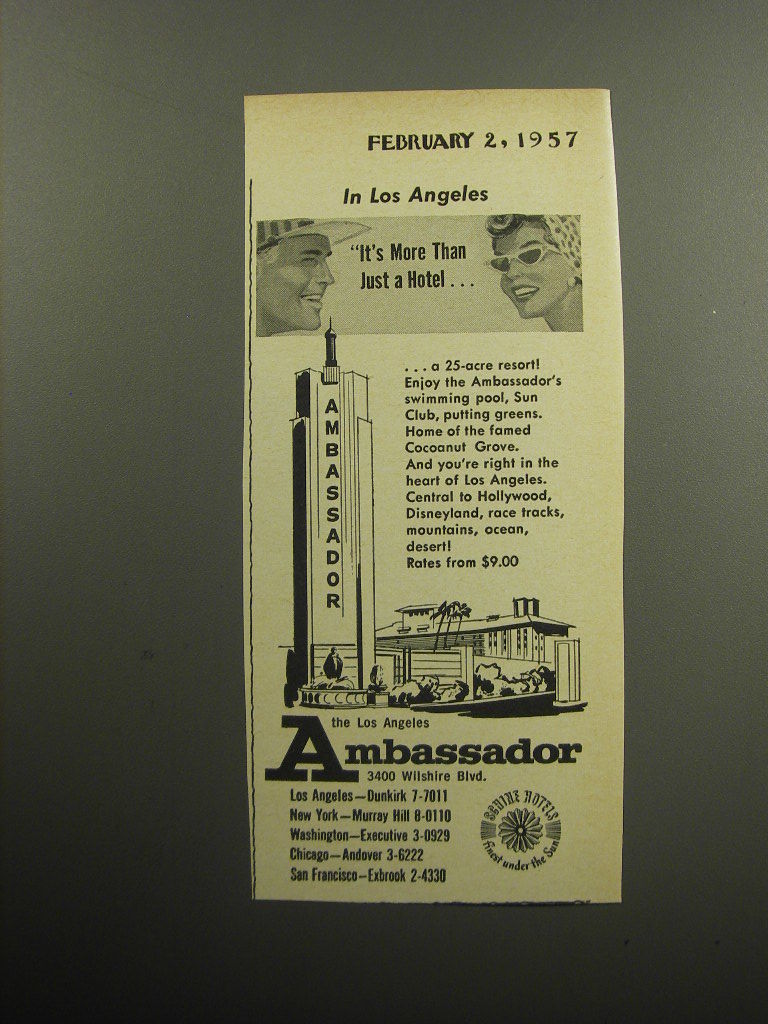 FEBRUARY 2, 1957
In Los Angeles
"It's More Than
Just a Hotel...
... a 25-acre resort!
Enjoy the Ambassador's
swimming pool, Sun
Club, putting greens.
Home of the famed
Cocoanut Grove.
And you're right in the
heart of Los Angeles.
Central to Hollywood,
Disneyland, race tracks,
mountains, ocean,
desert!
Rates from $9.00
AMBASSADOR
the Los Angeles
Ambassador
3400 Wilshire Blvd.
Los Angeles—Dunkirk 7-7011
New York—Murray Hill 8-0110
Washington—Executive 3-0929
Chicago—Andover 3-6222
San Francisco—Exbrook 2-4330
SCHINE HOTELS
Finest under the Sun